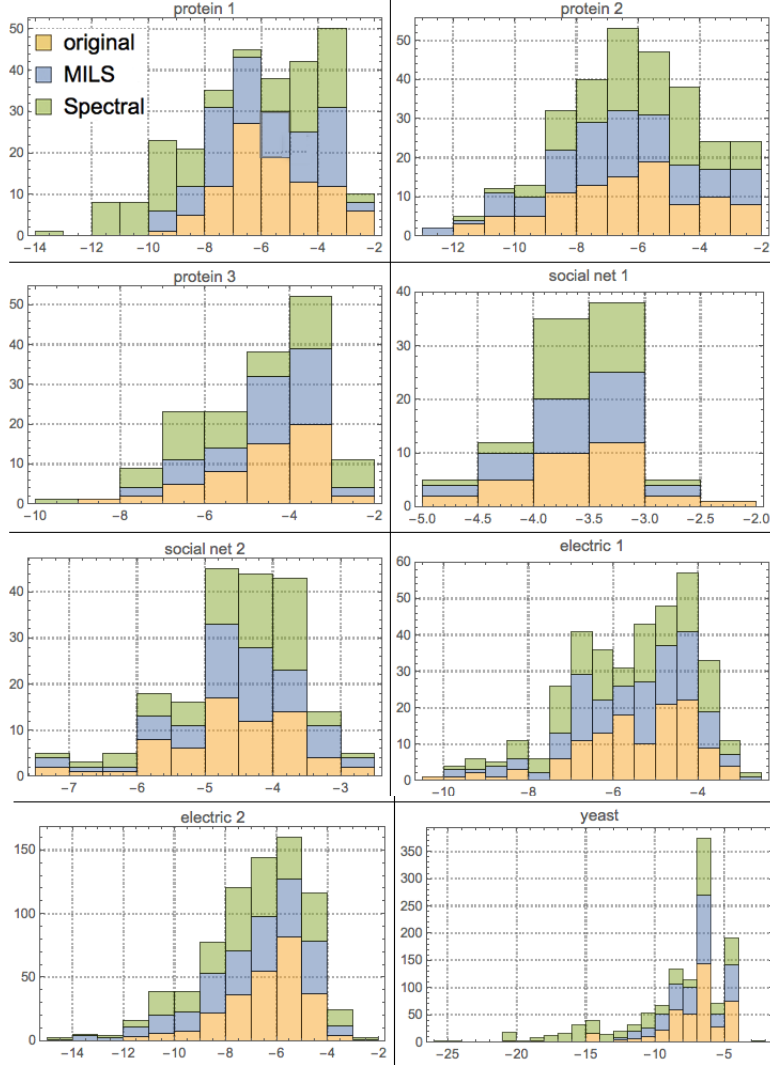 protein 1
original
MILS
Spectral
50
40
30
20
10
0
−14 −12 −10 −8 −6 −4 −2
protein 2
50
40
30
20
10
0
−12 −10 −8 −6 −4 −2
protein 3
50
40
30
20
10
0
−10 −8 −6 −4 −2
social net 1
40
30
20
10
0
−5.0 −4.5 −4.0 −3.5 −3.0 −2.5 −2.0
social net 2
40
30
20
10
0
−7 −6 −5 −4 −3
electric 1
60
50
40
30
20
10
0
−10 −8 −6 −4
electric 2
150
100
50
0
−14 −12 −10 −8 −6 −4 −2
yeast
350
300
250
200
150
100
50
0
−25 −20 −15 −10 −5